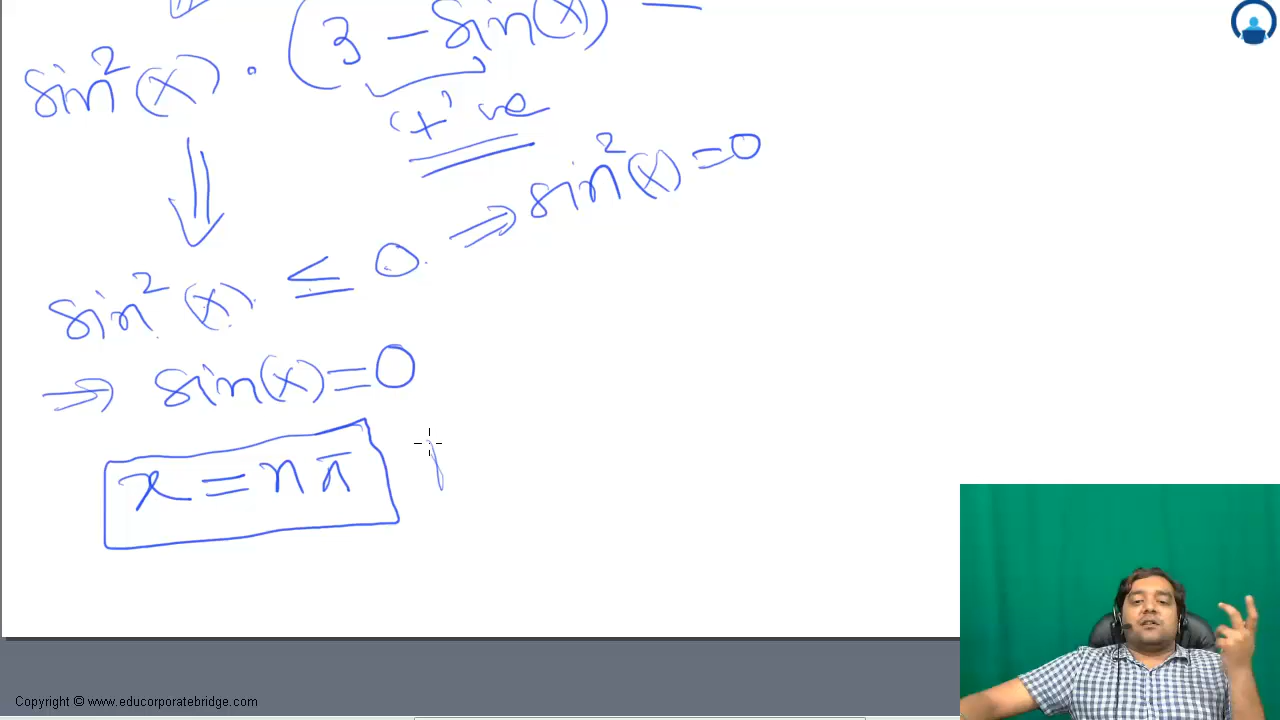 sin²(x) · (3 − sin(x))
'+'ve
⇒ sin²(x) = 0
sin²(x) ≤ 0
⇒ sin(x) = 0
x = nπ
Copyright © www.educorporatebridge.com